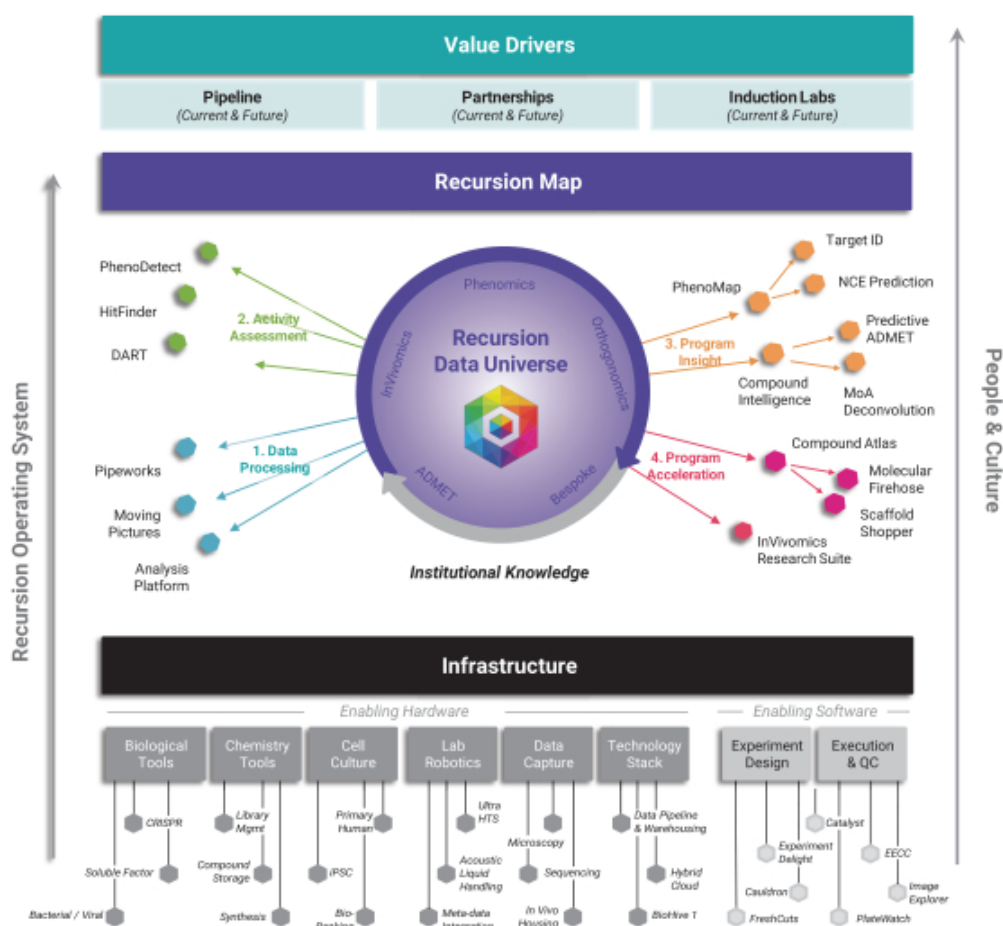 Value Drivers
Pipeline
(Current & Future)
Partnerships
(Current & Future)
Induction Labs
(Current & Future)
Recursion Map
PhenoDetect
HitFinder
DART
2. Activity
Assessment
Pipeworks
Moving
Pictures
Analysis
Platform
1. Data
Processing
Phenomics
InVivomics
Orthogonomics
ADMET
Bespoke
Recursion
Data Universe
Institutional Knowledge
3. Program
Insight
PhenoMap
Target ID
NCE Prediction
Compound
Intelligence
Predictive
ADMET
MoA
Deconvolution
4. Program
Acceleration
Compound Atlas
Molecular
Firehose
Scaffold
Shopper
InVivomics
Research Suite
Recursion Operating System
People & Culture
Infrastructure
Enabling Hardware
Enabling Software
Biological
Tools
CRISPR
Soluble Factor
Bacterial / Viral
Chemistry
Tools
Library
Mgmt
Compound
Storage
Synthesis
Cell
Culture
Primary
Human
iPSC
Bio-
Lab
Robotics
Ultra
HTS
Acoustic
Liquid
Handling
Meta-data
Data
Capture
Microscopy
Sequencing
In Vivo
Housing
Technology
Stack
Data Pipeline
& Warehousing
Hybrid
Cloud
BioHive 1
Experiment
Design
Experiment
Delight
Cauldron
FreshCuts
Execution
& QC
Catalyst
EECC
Image
Explorer
PlateWatch